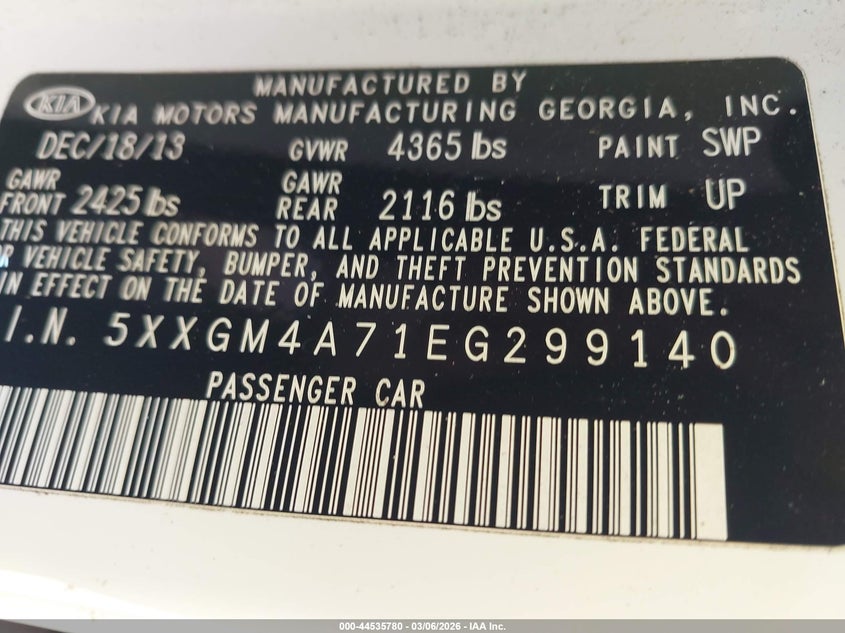 MANUFACTURED BY
KIA KIA MOTORS MANUFACTURING GEORGIA, INC.
DEC/18/13 GVWR 4365 lbs PAINT SWP
GAWR FRONT 2425 lbs GAWR REAR 2116 lbs TRIM UP
THIS VEHICLE CONFORMS TO ALL APPLICABLE U.S.A. FEDERAL
OR VEHICLE SAFETY, BUMPER, AND THEFT PREVENTION STANDARDS
IN EFFECT ON THE DATE OF MANUFACTURE SHOWN ABOVE.
I.N. 5XXGM4A71EG299140
PASSENGER CAR
000-44535780 - 03/06/2026 - IAA Inc.